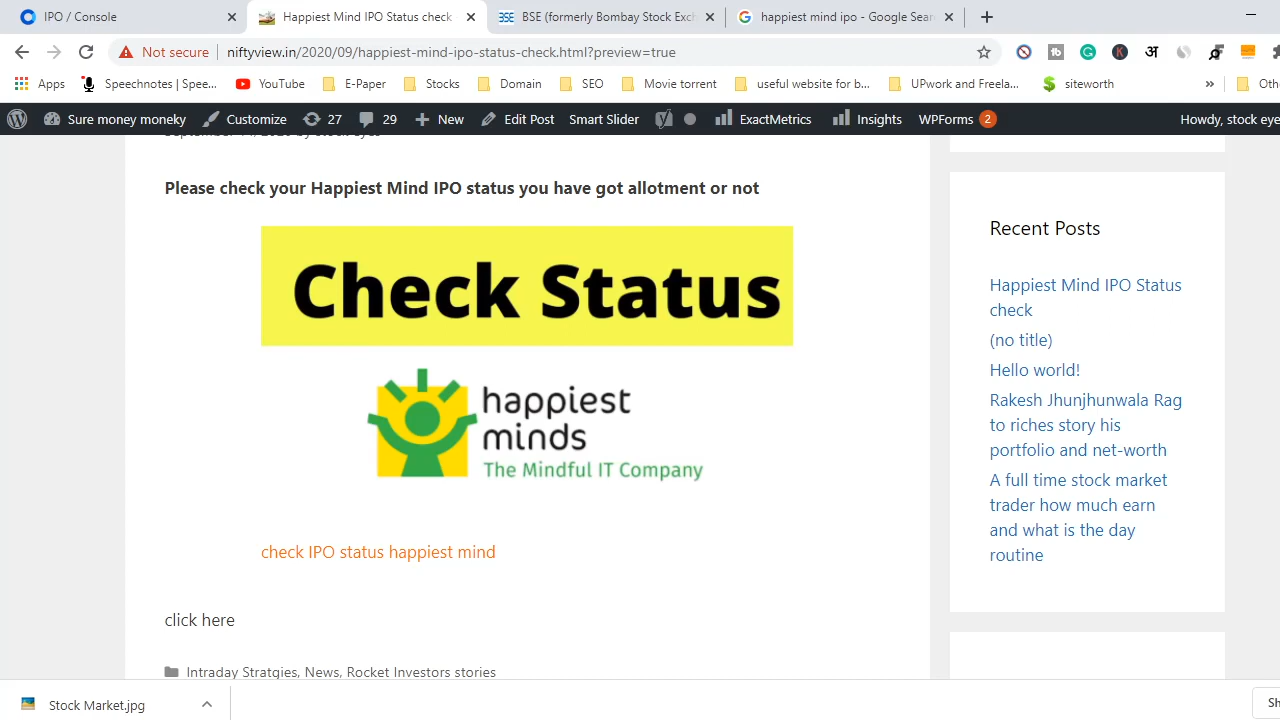 IPO / Console
Happiest Mind IPO Status check
BSE (formerly Bombay Stock Exch
happiest mind ipo - Google Sear
Not secure
niftyview.in/2020/09/happiest-mind-ipo-status-check.html?preview=true
Apps
Speechnotes | Spee...
YouTube
E-Paper
Stocks
Domain
SEO
Movie torrent
useful website for b...
UPwork and Freela...
siteworth
»
Sure money moneky
Customize
27
29
New
Edit Post
Smart Slider
ExactMetrics
Insights
WPForms 2
Howdy, stock eye
Please check your Happiest Mind IPO status you have got allotment or not
Check Status
happiest
minds
The Mindful IT Company
check IPO status happiest mind
click here
Intraday Stratgies, News, Rocket Investors stories
Recent Posts
Happiest Mind IPO Status
check
(no title)
Hello world!
Rakesh Jhunjhunwala Rag
to riches story his
portfolio and net-worth
A full time stock market
trader how much earn
and what is the day
routine
Stock Market.jpg